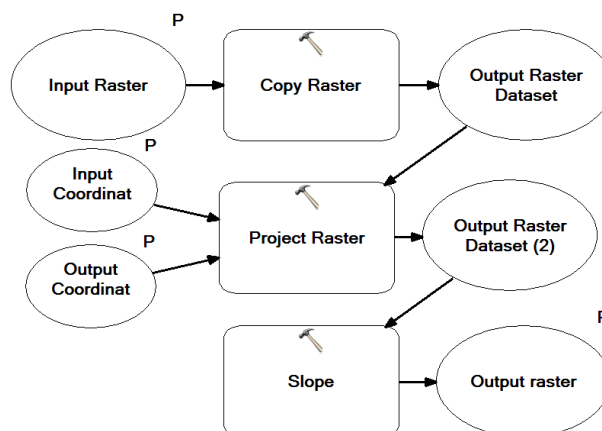 P
Input Raster
Copy Raster
Output Raster
Dataset
P
Input
Coordinat
Project Raster
Output Raster
Dataset (2)
P
Output
Coordinat
P
Slope
Output raster